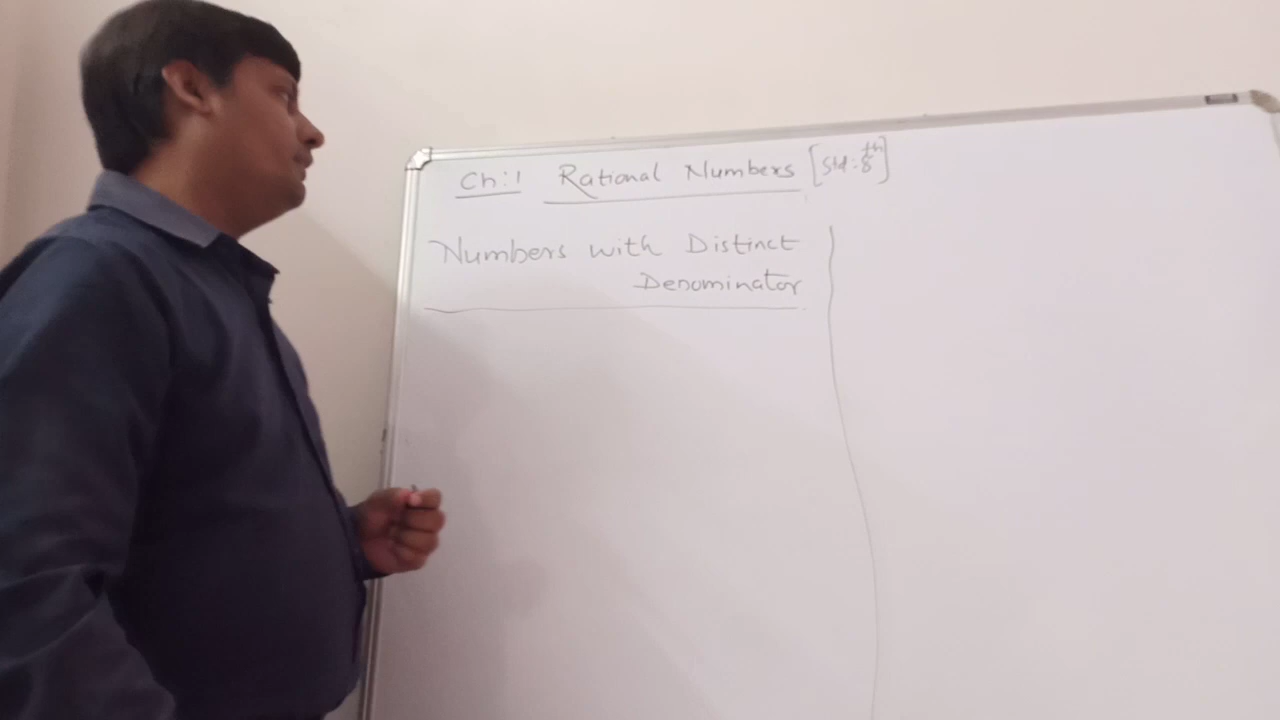 Ch:1 Rational Numbers [Std: 8th]
Numbers with Distinct
Denominator